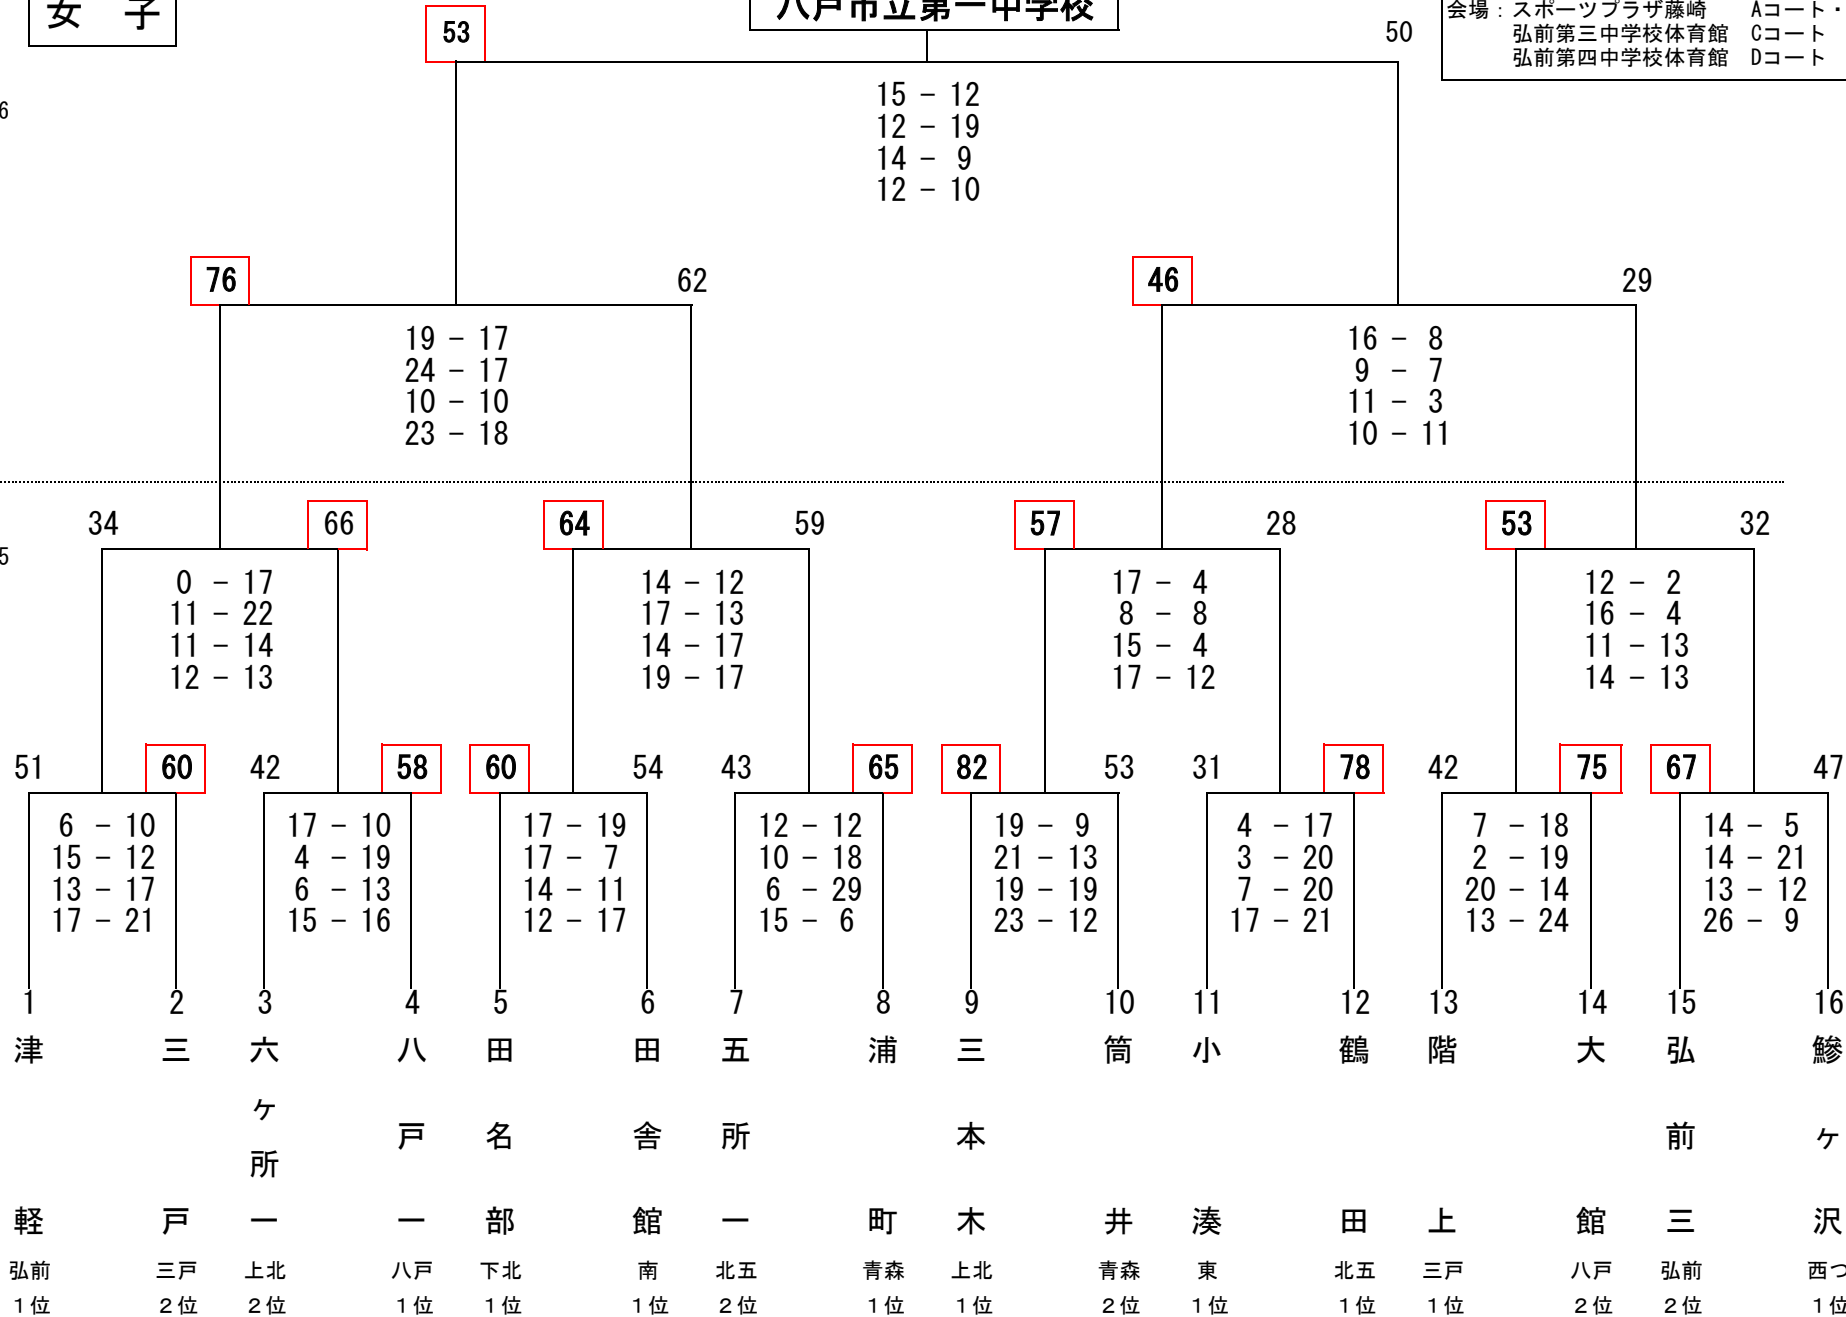 女 子
八戸市立第一中学校
会場：スポーツプラザ藤崎 Aコート・
弘前第三中学校体育館 Cコート
弘前第四中学校体育館 Dコート
53 50
15 － 12
12 － 19
14 － 9
12 － 10
6
76 62 46 29
19 － 17 16 － 8
24 － 17 9 － 7
10 － 10 11 － 3
23 － 18 10 － 11
34 66 64 59 57 28 53 32
5
0 － 17 14 － 12 17 － 4 12 － 2
11 － 22 17 － 13 8 － 8 16 － 4
11 － 14 14 － 17 15 － 4 11 － 13
12 － 13 19 － 17 17 － 12 14 － 13
51 60 42 58 60 54 43 65 82 53 31 78 42 75 67 47
6 － 10 17 － 10 17 － 19 12 － 12 19 － 9 4 － 17 7 － 18 14 － 5
15 － 12 4 － 19 17 － 7 10 － 18 21 － 13 3 － 20 2 － 19 14 － 21
13 － 17 6 － 13 14 － 11 6 － 29 19 － 19 7 － 20 20 － 14 13 － 12
17 － 21 15 － 16 12 － 17 15 － 6 23 － 12 17 － 21 13 － 24 26 － 9
1 2 3 4 5 6 7 8 9 10 11 12 13 14 15 16
津軽
三戸
六ヶ所一
八戸一
田名部
田舎館
五所一
浦町
三本木
筒井
小湊
鶴田
階上
大館
弘前三
鰺ヶ沢
弘前 三戸 上北 八戸 下北 南 北五 青森 上北 青森 東 北五 三戸 八戸 弘前 西つ
１位 ２位 ２位 １位 １位 １位 ２位 １位 １位 ２位 １位 １位 １位 ２位 ２位 １位